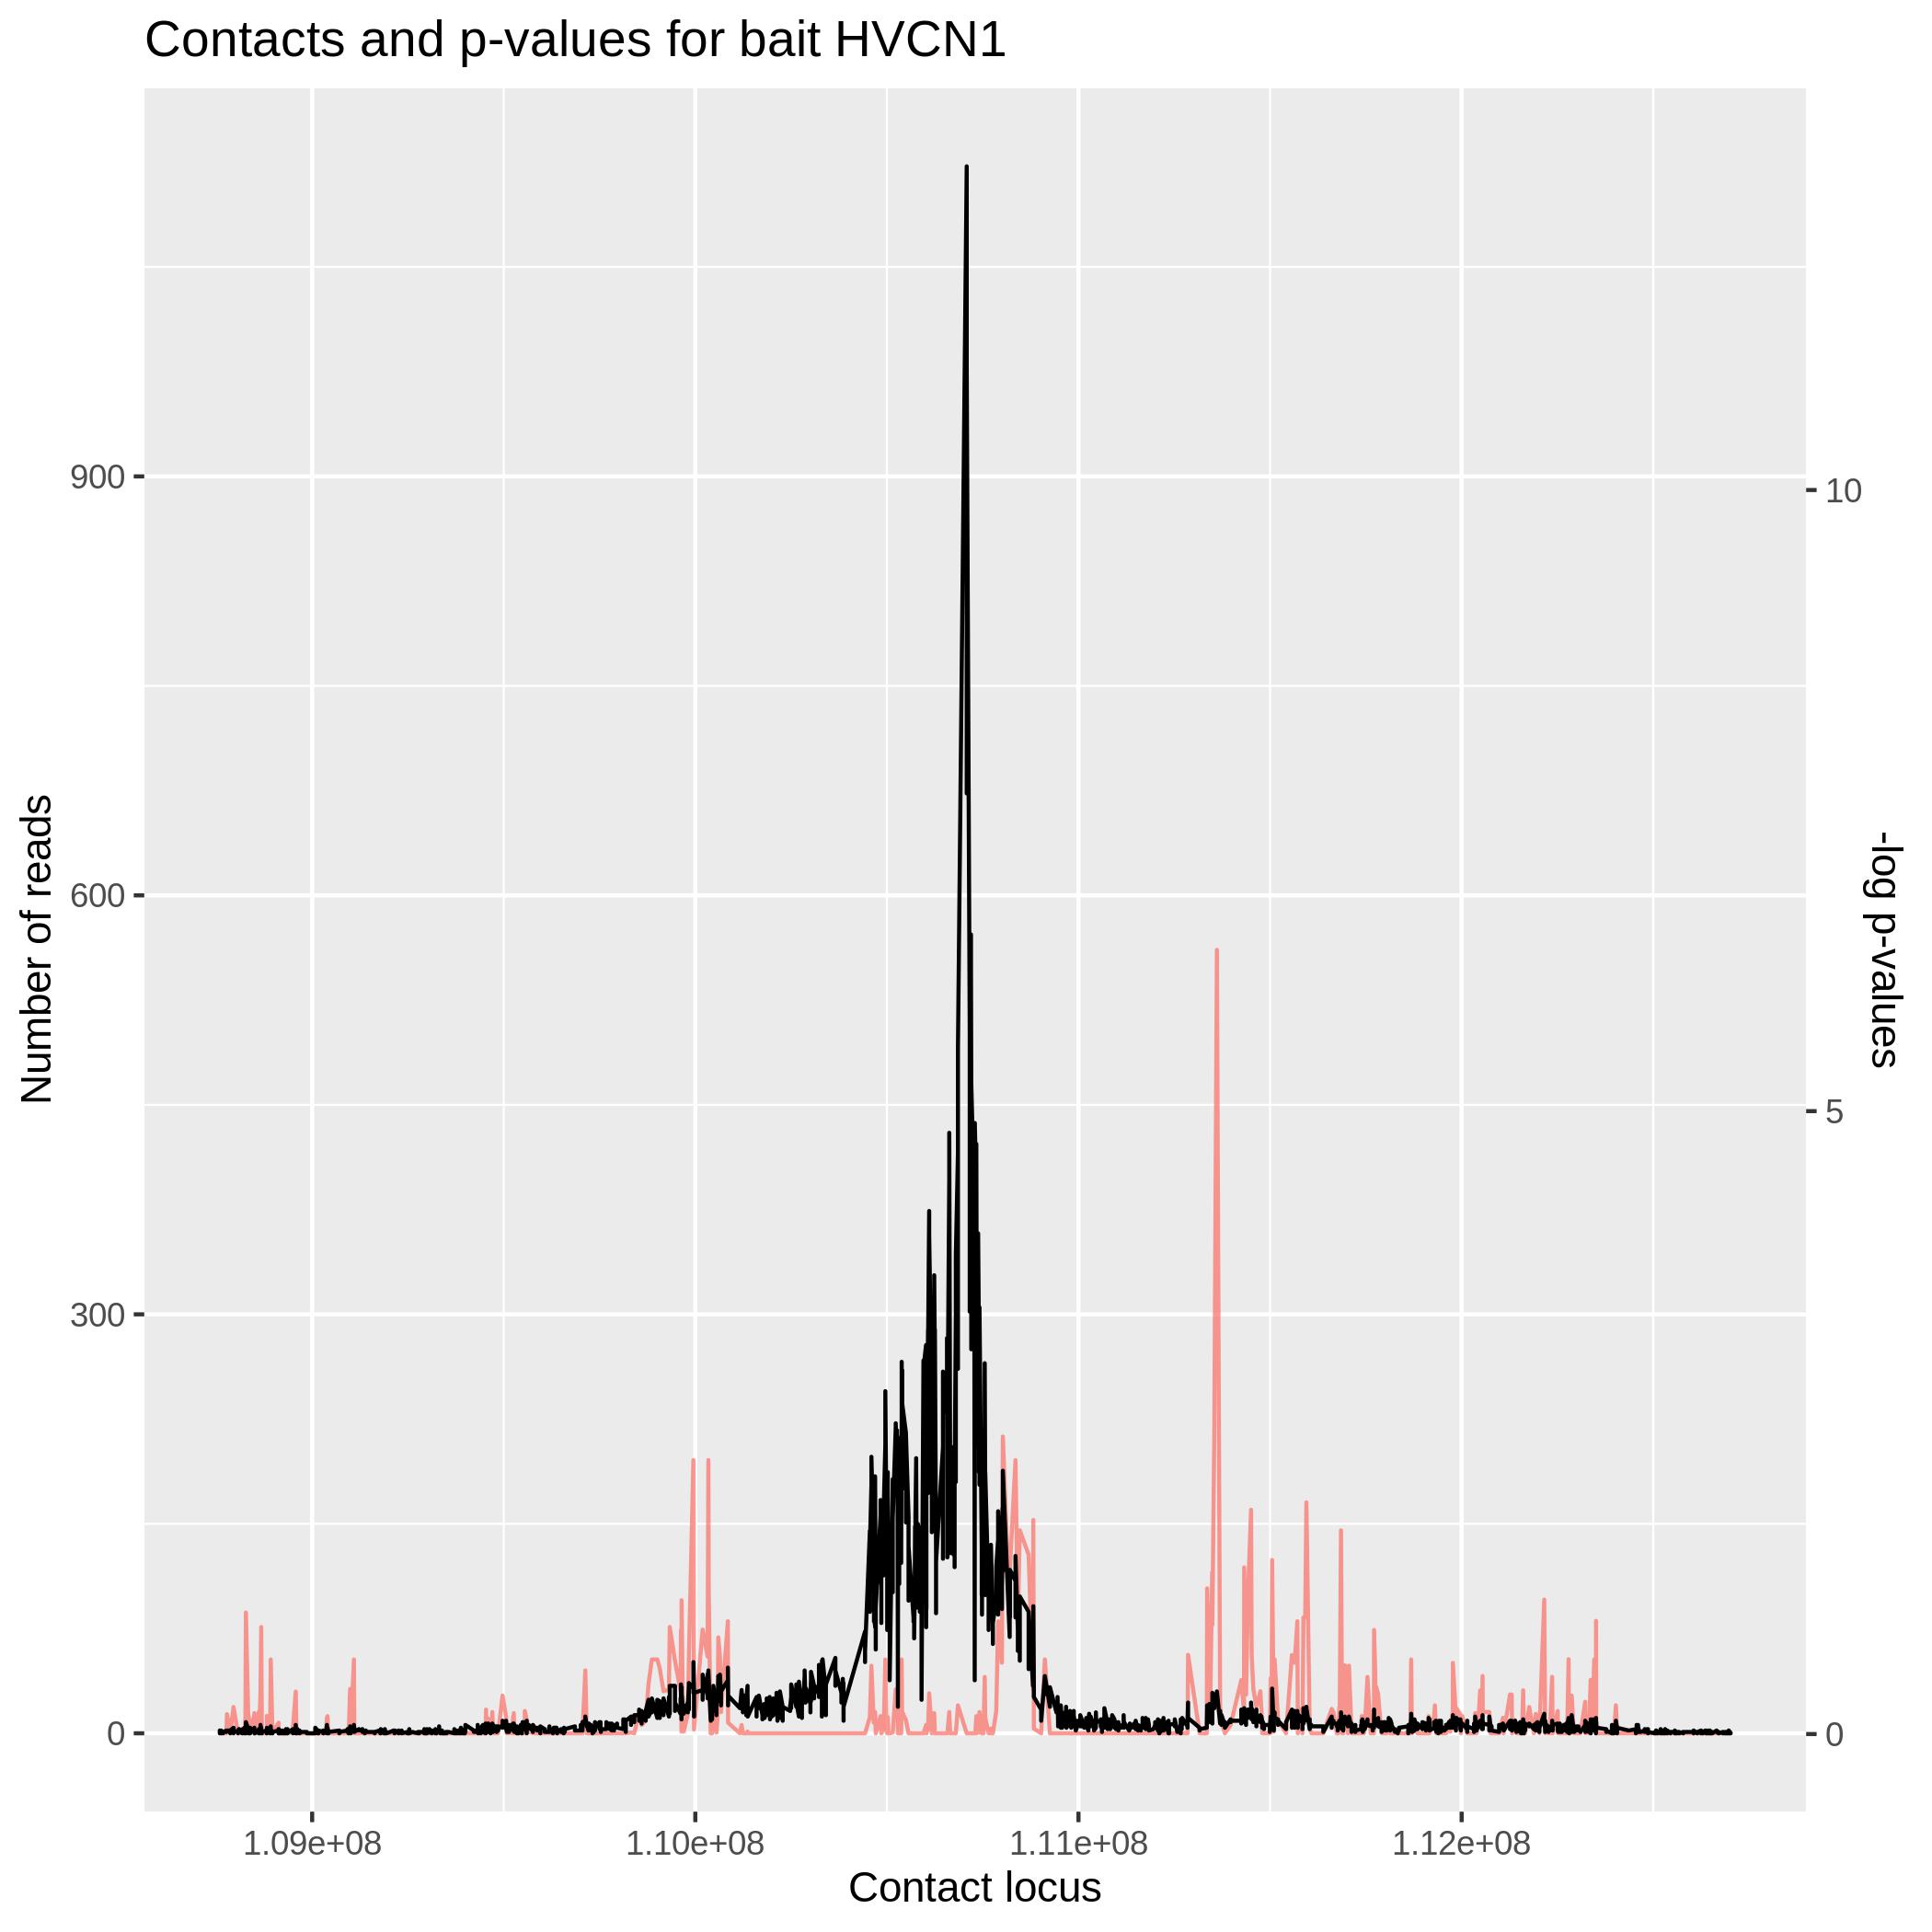 Contacts and p-values for bait HVCN1
Number of reads
900
600
300
0
10
5
0
-log p-values
1.09e+08
1.10e+08
1.11e+08
1.12e+08
Contact locus